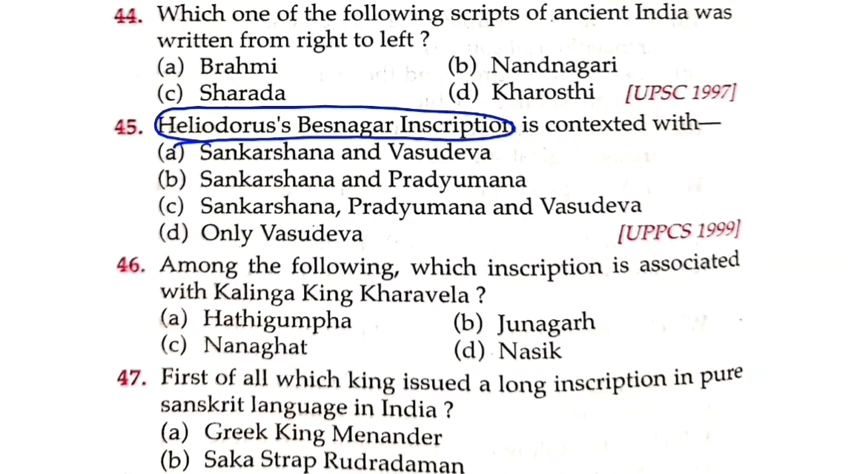 44. Which one of the following scripts of ancient India was
written from right to left ?
(a) Brahmi (b) Nandnagari
(c) Sharada (d) Kharosthi [UPSC 1997]
45. Heliodorus's Besnagar Inscription is contexted with—
(a) Sankarshana and Vasudeva
(b) Sankarshana and Pradyumana
(c) Sankarshana, Pradyumana and Vasudeva
(d) Only Vasudeva [UPPCS 1999]
46. Among the following, which inscription is associated
with Kalinga King Kharavela ?
(a) Hathigumpha (b) Junagarh
(c) Nanaghat (d) Nasik
47. First of all which king issued a long inscription in pure
sanskrit language in India ?
(a) Greek King Menander
(b) Saka Strap Rudradaman